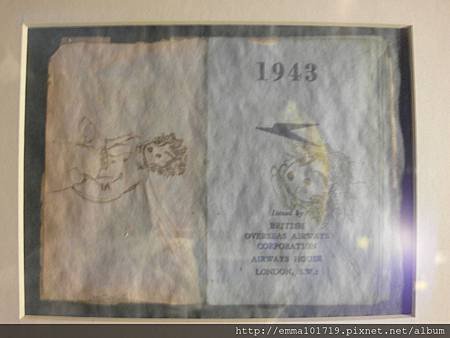 1943
Issued by
BRITISH
OVERSEAS AIRWAYS
CORPORATION
AIRWAYS HOUSE
LONDON, S.W.1
http://emma101719.pixnet.net/album